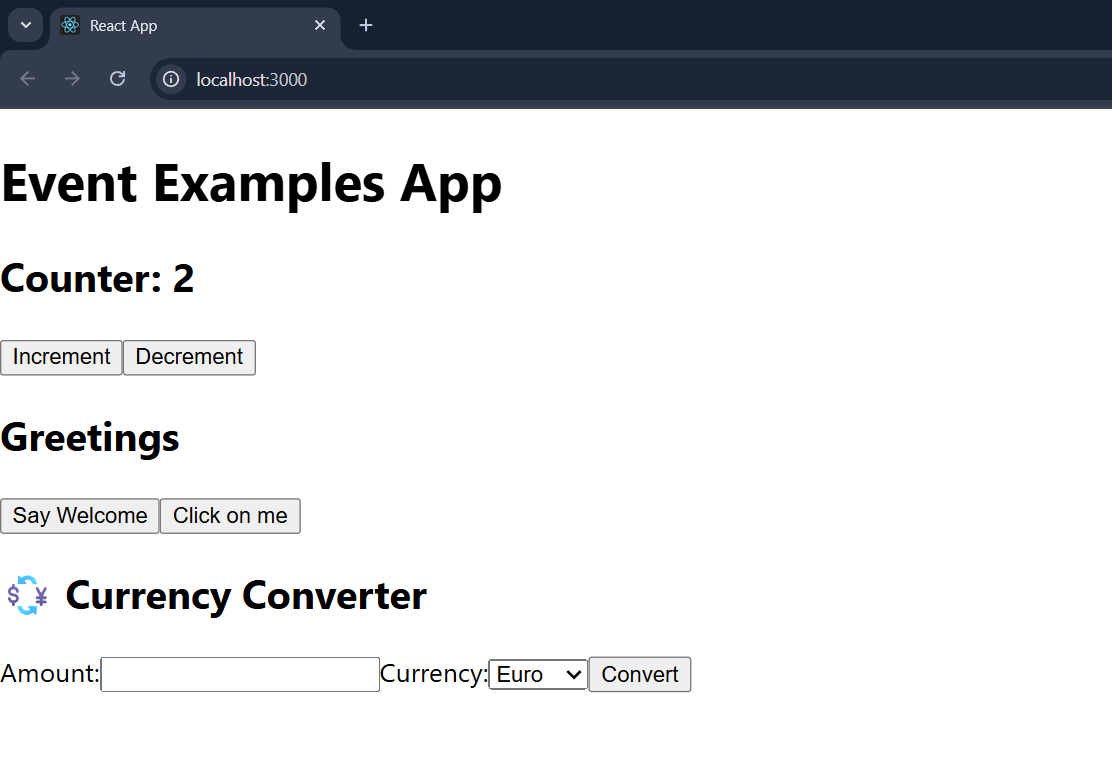 React App
localhost:3000
Event Examples App
Counter: 2
Increment Decrement
Greetings
Say Welcome Click on me
$ ¥ Currency Converter
Amount: Currency: Euro Convert